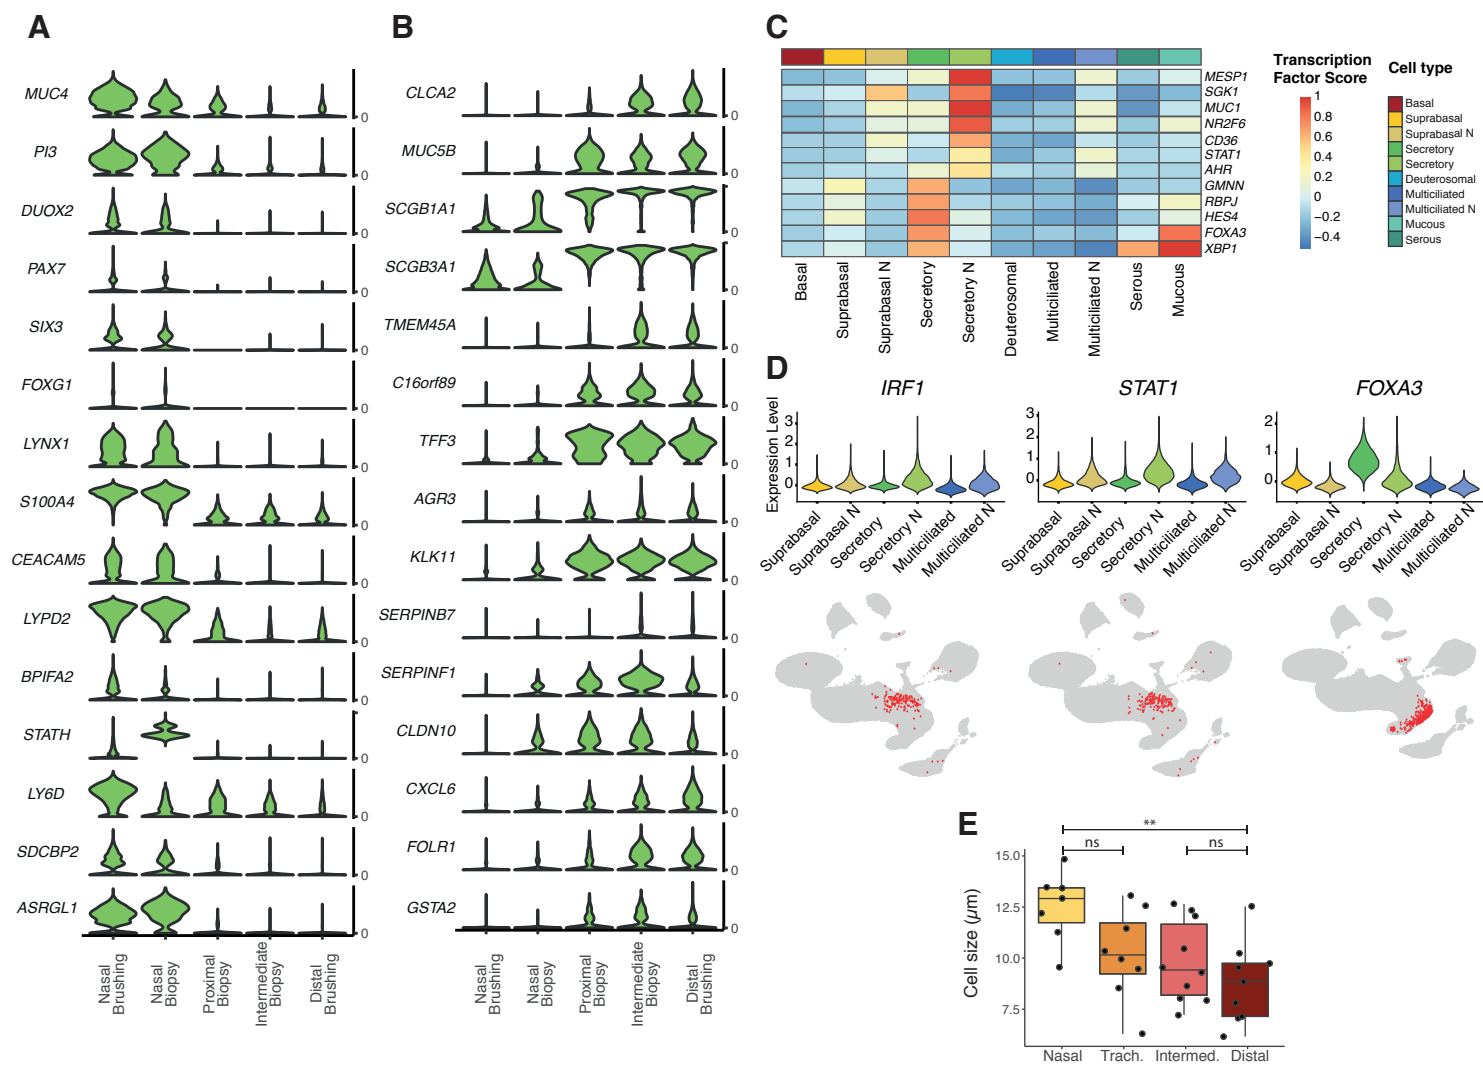 A
MUC4
0
PI3
0
DUOX2
0
PAX7
0
SIX3
0
FOXG1
0
LYNX1
0
S100A4
0
CEACAM5
0
LYPD2
0
BPIFA2
0
STATH
0
LY6D
0
SDCBP2
0
ASRGL1
0
Nasal
Brushing
Nasal
Biopsy
Proximal
Biopsy
Intermediate
Biopsy
Distal
Brushing
B
CLCA2
0
MUC5B
0
SCGB1A1
0
SCGB3A1
0
TMEM45A
0
C16orf89
0
TFF3
0
AGR3
0
KLK11
0
SERPINB7
0
SERPINF1
0
CLDN10
0
CXCL6
0
FOLR1
0
GSTA2
0
Nasal
Brushing
Nasal
Biopsy
Proximal
Biopsy
Intermediate
Biopsy
Distal
Brushing
C
MESP1
SGK1
MUC1
NR2F6
CD36
STAT1
AHR
GMNN
RBPJ
HES4
FOXA3
XBP1
Basal
Suprabasal
Suprabasal N
Secretory
Secretory N
Deuterosomal
Multiciliated
Multiciliated N
Serous
Mucous
Transcription
Factor Score
1
0.8
0.6
0.4
0.2
0
−0.2
−0.4
Cell type
Basal
Suprabasal
Suprabasal N
Secretory
Secretory
Deuterosomal
Multiciliated
Multiciliated N
Mucous
Serous
D
Expression Level
IRF1
3
2
1
0
Suprabasal
Suprabasal N
Secretory
Secretory N
Multiciliated
Multiciliated N
STAT1
3
2
1
0
Suprabasal
Suprabasal N
Secretory
Secretory N
Multiciliated
Multiciliated N
FOXA3
2
1
0
Suprabasal
Suprabasal N
Secretory
Secretory N
Multiciliated
Multiciliated N
E
**
ns
ns
Cell size (µm)
15.0
12.5
10.0
7.5
Nasal
Trach.
Intermed.
Distal